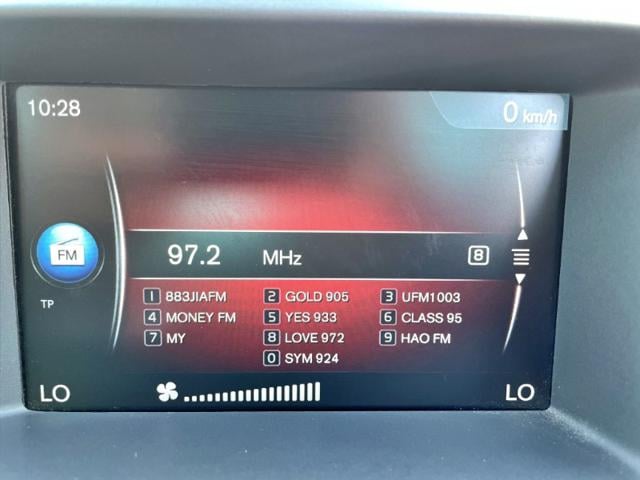 10:28 0 km/h
97.2 MHz 8
FM
TP
1 883JIAFM 2 GOLD 905 3 UFM1003
4 MONEY FM 5 YES 933 6 CLASS 95
7 MY 8 LOVE 972 9 HAO FM
0 SYM 924
LO LO